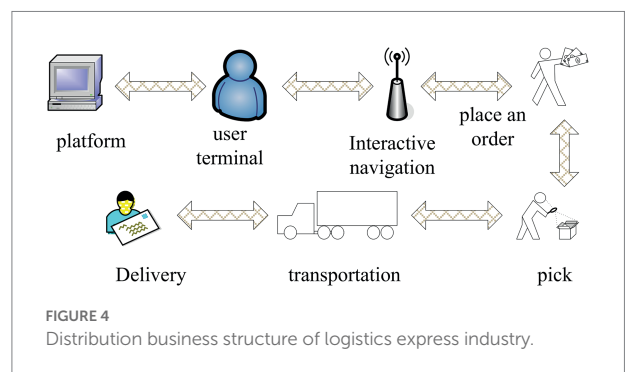 platform
user
terminal
Interactive
navigation
place an
order
Delivery
transportation
pick
FIGURE 4
Distribution business structure of logistics express industry.